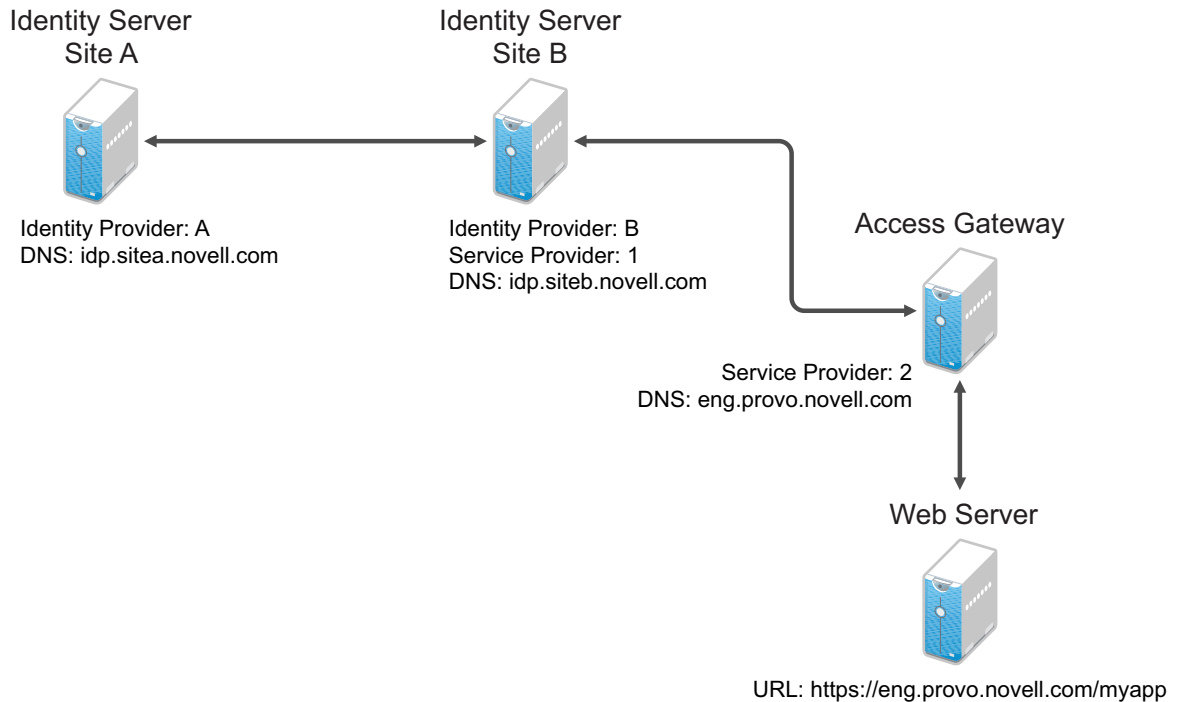 Identity Server
Site A
Identity Server
Site B
Identity Provider: A
DNS: idp.sitea.novell.com
Identity Provider: B
Service Provider: 1
DNS: idp.siteb.novell.com
Access Gateway
Service Provider: 2
DNS: eng.provo.novell.com
Web Server
URL: https://eng.provo.novell.com/myapp